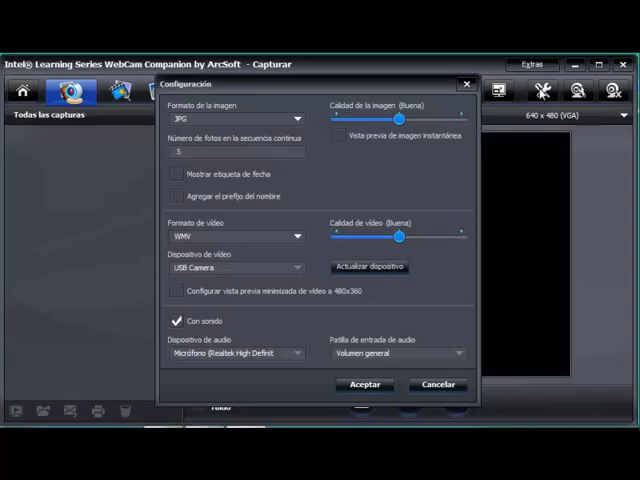 Intel® Learning Series WebCam Companion by ArcSoft - Capturar
Extras
Todas las capturas
640 x 480 (VGA)
Configuración
Formato de la imagen
Calidad de la imagen (Buena)
JPG
Número de fotos en la secuencia continua
Vista previa de imagen instantánea
5
Mostrar etiqueta de fecha
Agregar el prefijo del nombre
Formato de vídeo
Calidad de vídeo (Buena)
WMV
Dispositivo de vídeo
USB Camera
Actualizar dispositivo
Configurar vista previa minimizada de vídeo a 480x360
Con sonido
Dispositivo de audio
Patilla de entrada de audio
Micrófono (Realtek High Definit
Volumen general
Aceptar
Cancelar